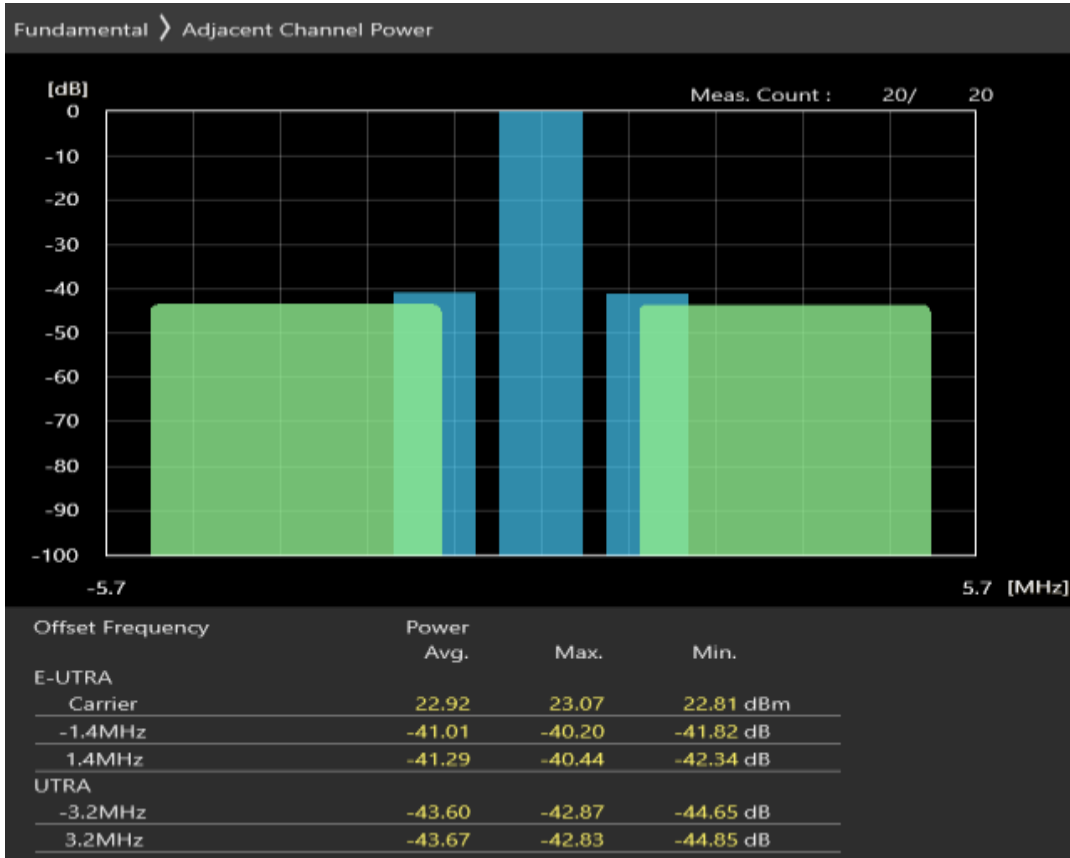 Fundamental 〉 Adjacent Channel Power
[dB]
Meas. Count : 20/ 20
0
-10
-20
-30
-40
-50
-60
-70
-80
-90
-100
-5.7 5.7 [MHz]
Offset Frequency Power
Avg. Max. Min.
E-UTRA
Carrier 22.92 23.07 22.81 dBm
-1.4MHz -41.01 -40.20 -41.82 dB
1.4MHz -41.29 -40.44 -42.34 dB
UTRA
-3.2MHz -43.60 -42.87 -44.65 dB
3.2MHz -43.67 -42.83 -44.85 dB